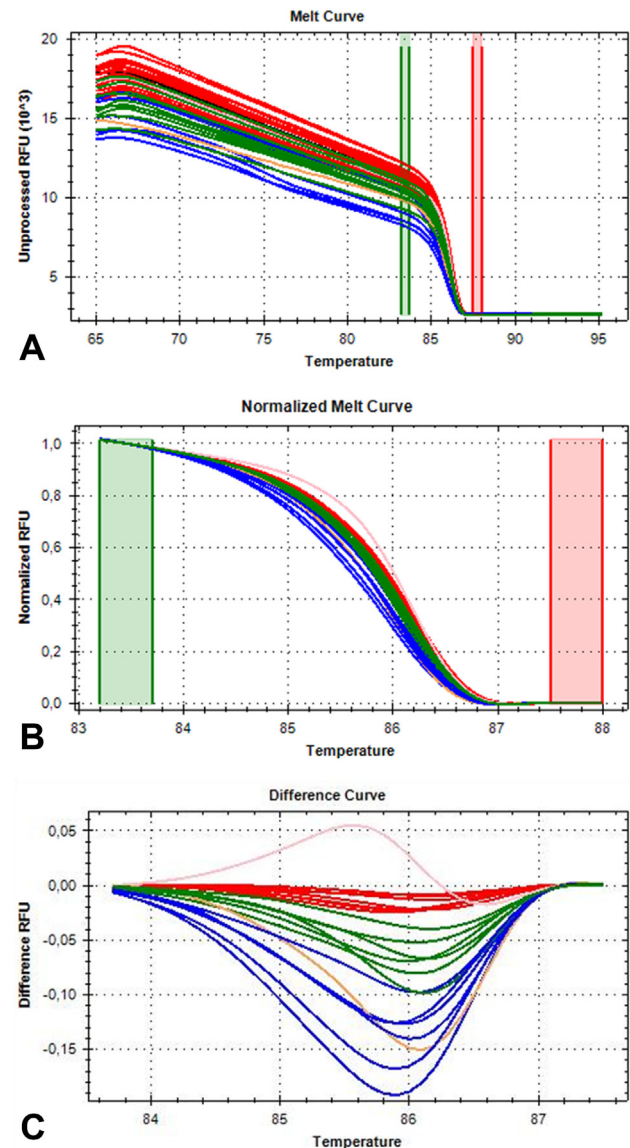 Melt Curve
Unprocessed RFU (10^3)
20
15
10
5
65 70 75 80 85 90 95
Temperature
A
Normalized Melt Curve
Normalized RFU
1,0
0,8
0,6
0,4
0,2
0,0
83 84 85 86 87 88
Temperature
B
Difference Curve
Difference RFU
0,05
0,00
-0,05
-0,10
-0,15
84 85 86 87
Temperature
C